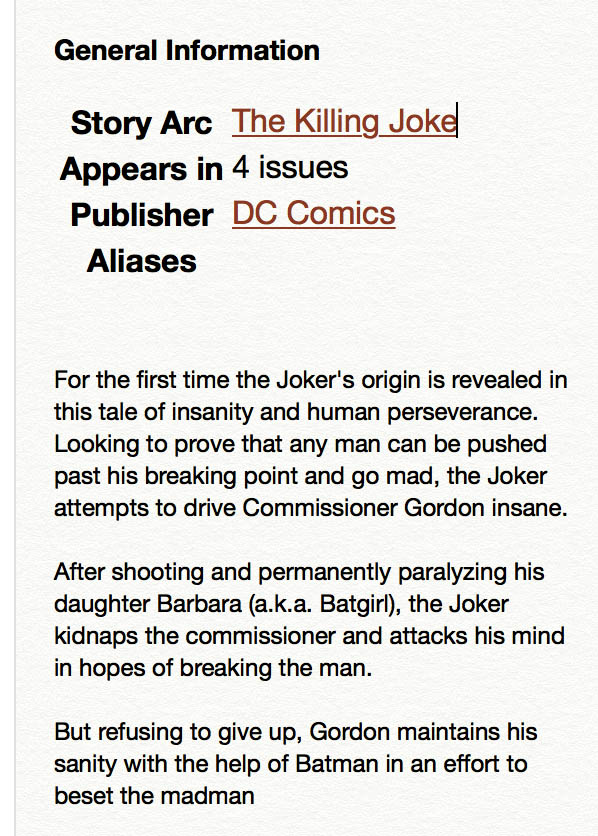 General Information
Story Arc The Killing Joke
Appears in 4 issues
Publisher DC Comics
Aliases
For the first time the Joker's origin is revealed in
this tale of insanity and human perseverance.
Looking to prove that any man can be pushed
past his breaking point and go mad, the Joker
attempts to drive Commissioner Gordon insane.
After shooting and permanently paralyzing his
daughter Barbara (a.k.a. Batgirl), the Joker
kidnaps the commissioner and attacks his mind
in hopes of breaking the man.
But refusing to give up, Gordon maintains his
sanity with the help of Batman in an effort to
beset the madman